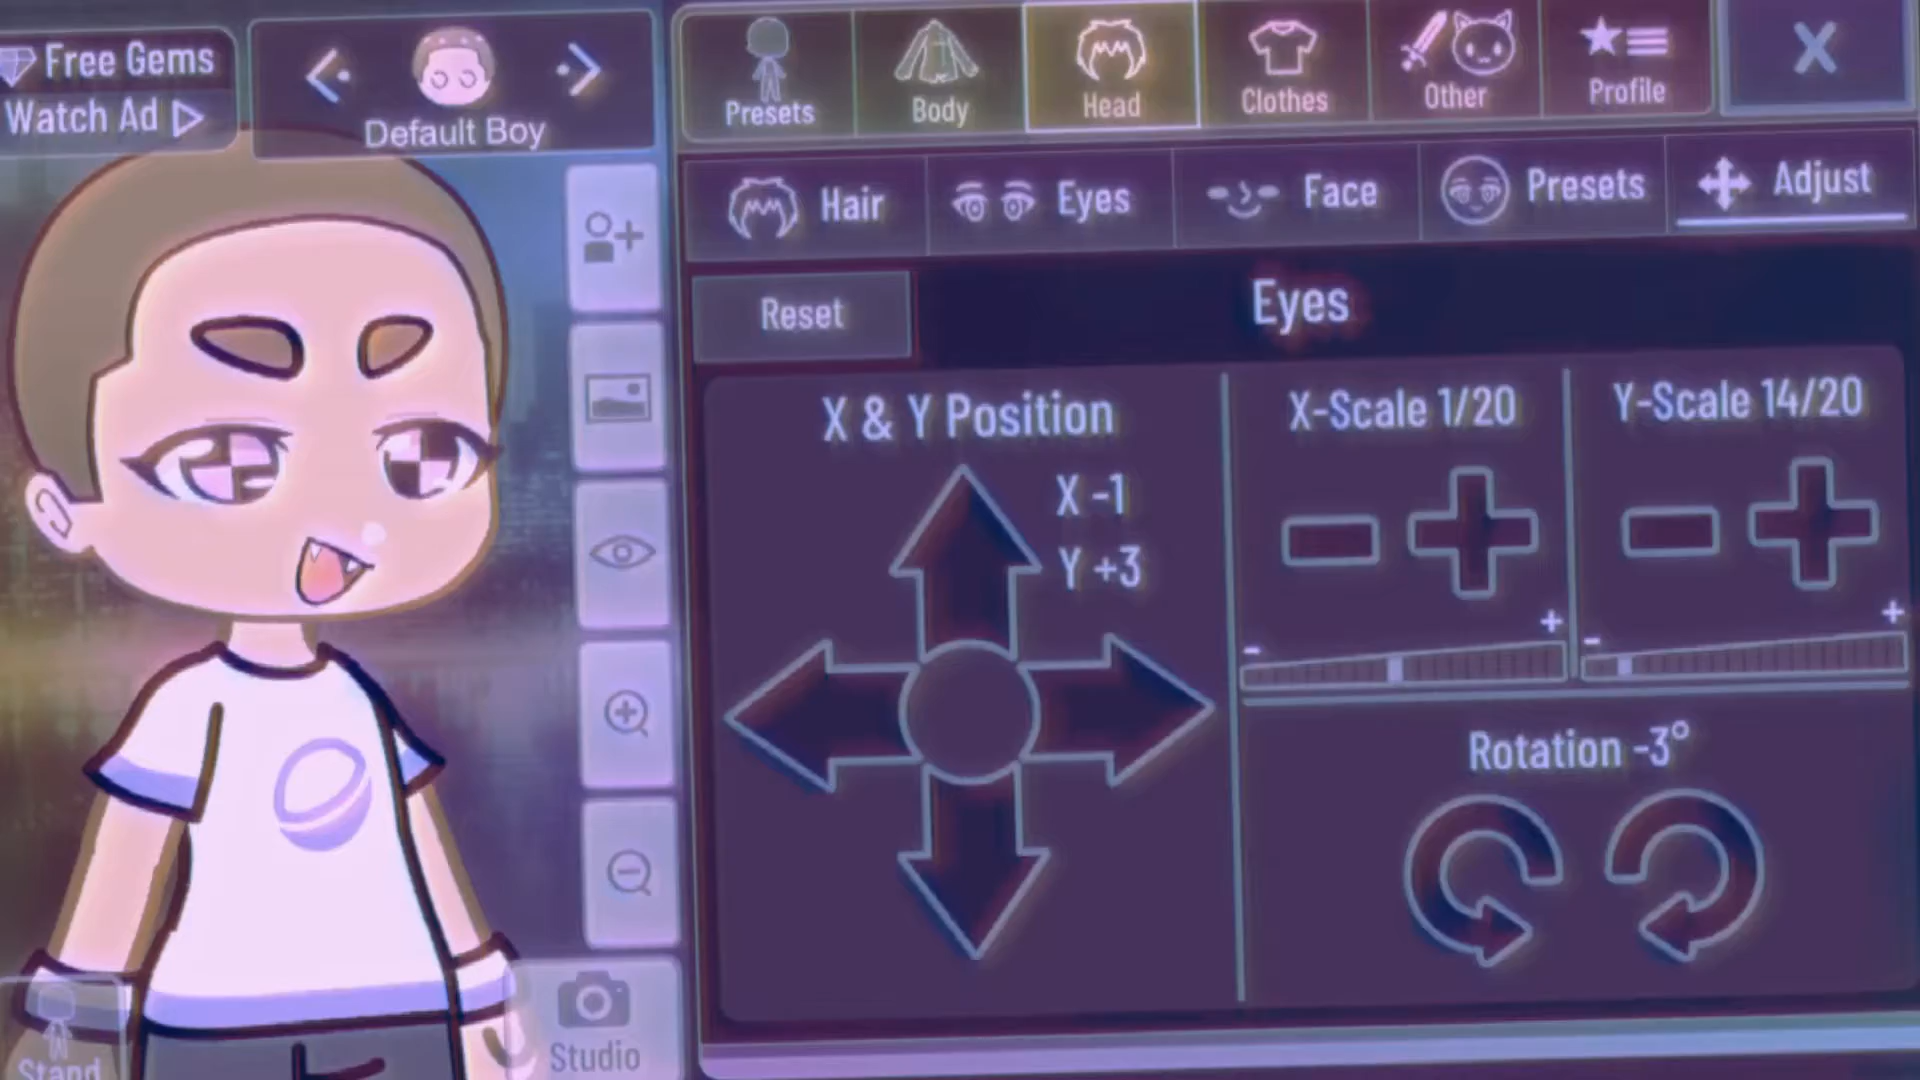 Free Gems
Watch Ad
Default Boy
Presets
Body
Head
Clothes
Other
Profile
X
Hair
Eyes
Face
Presets
Adjust
Reset
Eyes
X & Y Position
X -1
Y +3
X-Scale 1/20
Y-Scale 14/20
Rotation -3°
Stand
Studio